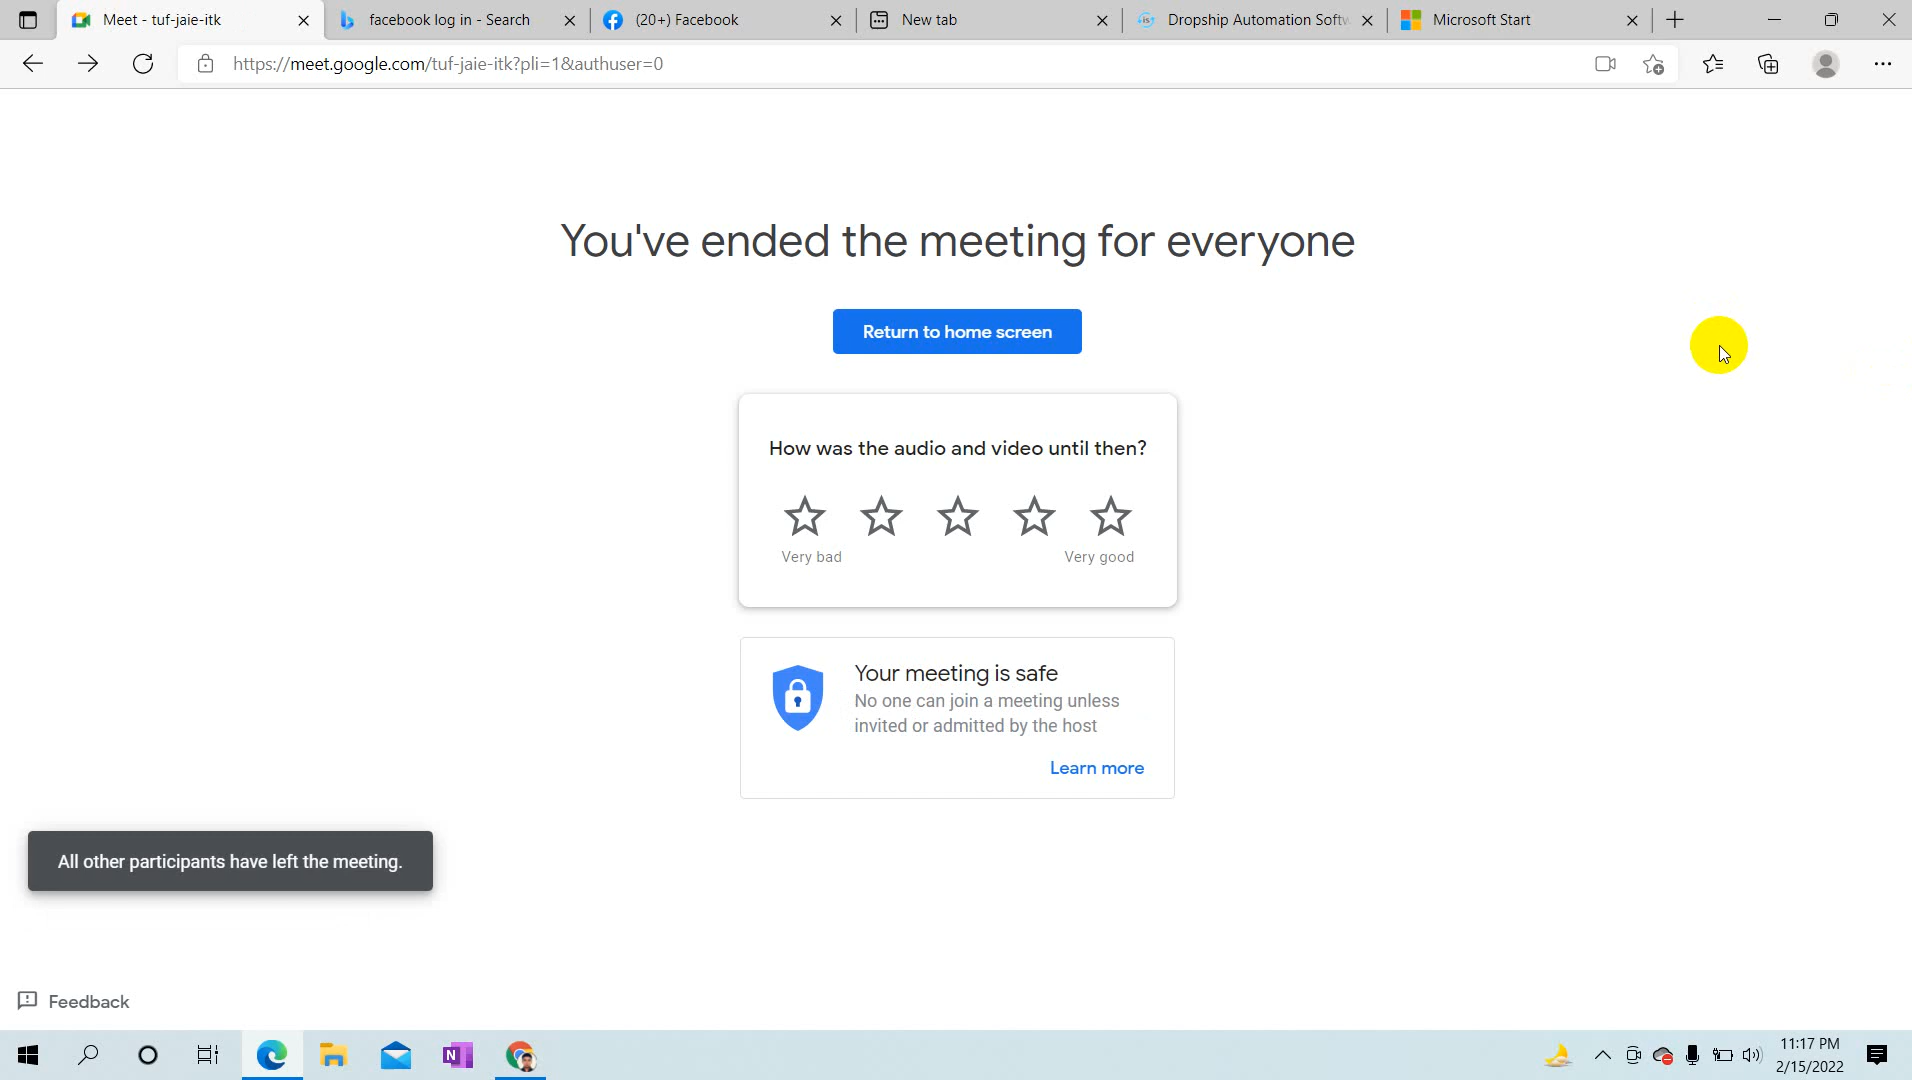 Meet - tuf-jaie-itk
facebook log in - Search
(20+) Facebook
New tab
Dropship Automation Softw
Microsoft Start
https://meet.google.com/tuf-jaie-itk?pli=1&authuser=0
You've ended the meeting for everyone
Return to home screen
How was the audio and video until then?
Very bad
Very good
Your meeting is safe
No one can join a meeting unless
invited or admitted by the host
Learn more
All other participants have left the meeting.
Feedback
11:17 PM
2/15/2022